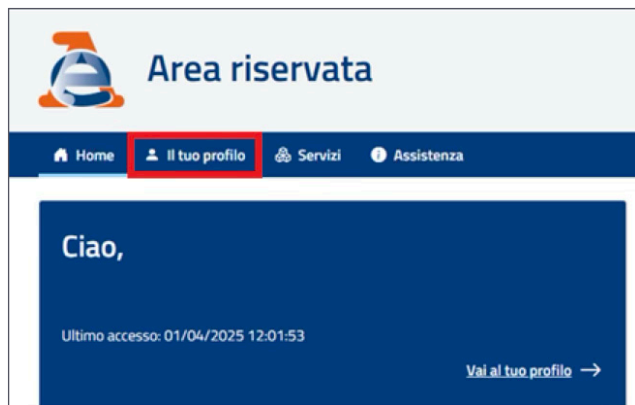 Area riservata
Home Il tuo profilo Servizi Assistenza
Ciao,
Ultimo accesso: 01/04/2025 12:01:53
Vai al tuo profilo →